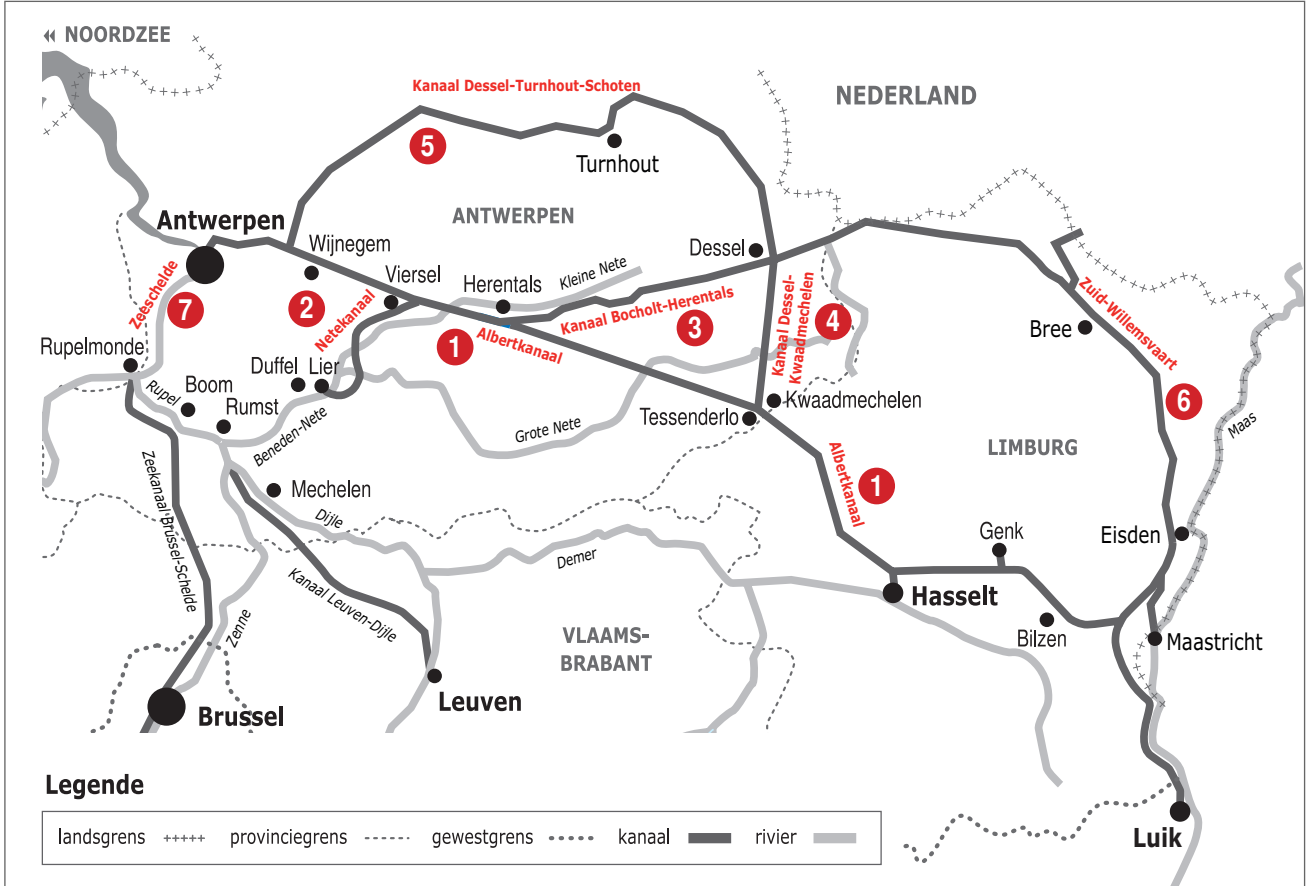 NOORDZEE
Kanaal Dessel-Turnhout-Schoten
NEDERLAND
5
Turnhout
Antwerpen
ANTWERPEN
Wijnegem
Dessel
Viersel
Herentals
Kleine Nete
Zeeschelde
7
2
Netekanaal
1
Albertkanaal
Kanaal Bocholt-Herentals
3
Kanaal Dessel-
Kwaadmechelen
4
Zuid-Willemsvaart
Bree
Rupelmonde
Rupel
Boom
Duffel
Lier
Rumst
Beneden-Nete
Grote Nete
Tessenderlo
Kwaadmechelen
6
Maas
LIMBURG
Albertkanaal
1
Mechelen
Dijle
Zeekanaal Brussel-Schelde
Kanaal Leuven-Dijle
Demer
Genk
Eisden
Hasselt
Zenne
VLAAMS-
BRABANT
Bilzen
Maastricht
Leuven
Brussel
Legende
landsgrens
provinciegrens
gewestgrens
kanaal
rivier
Luik